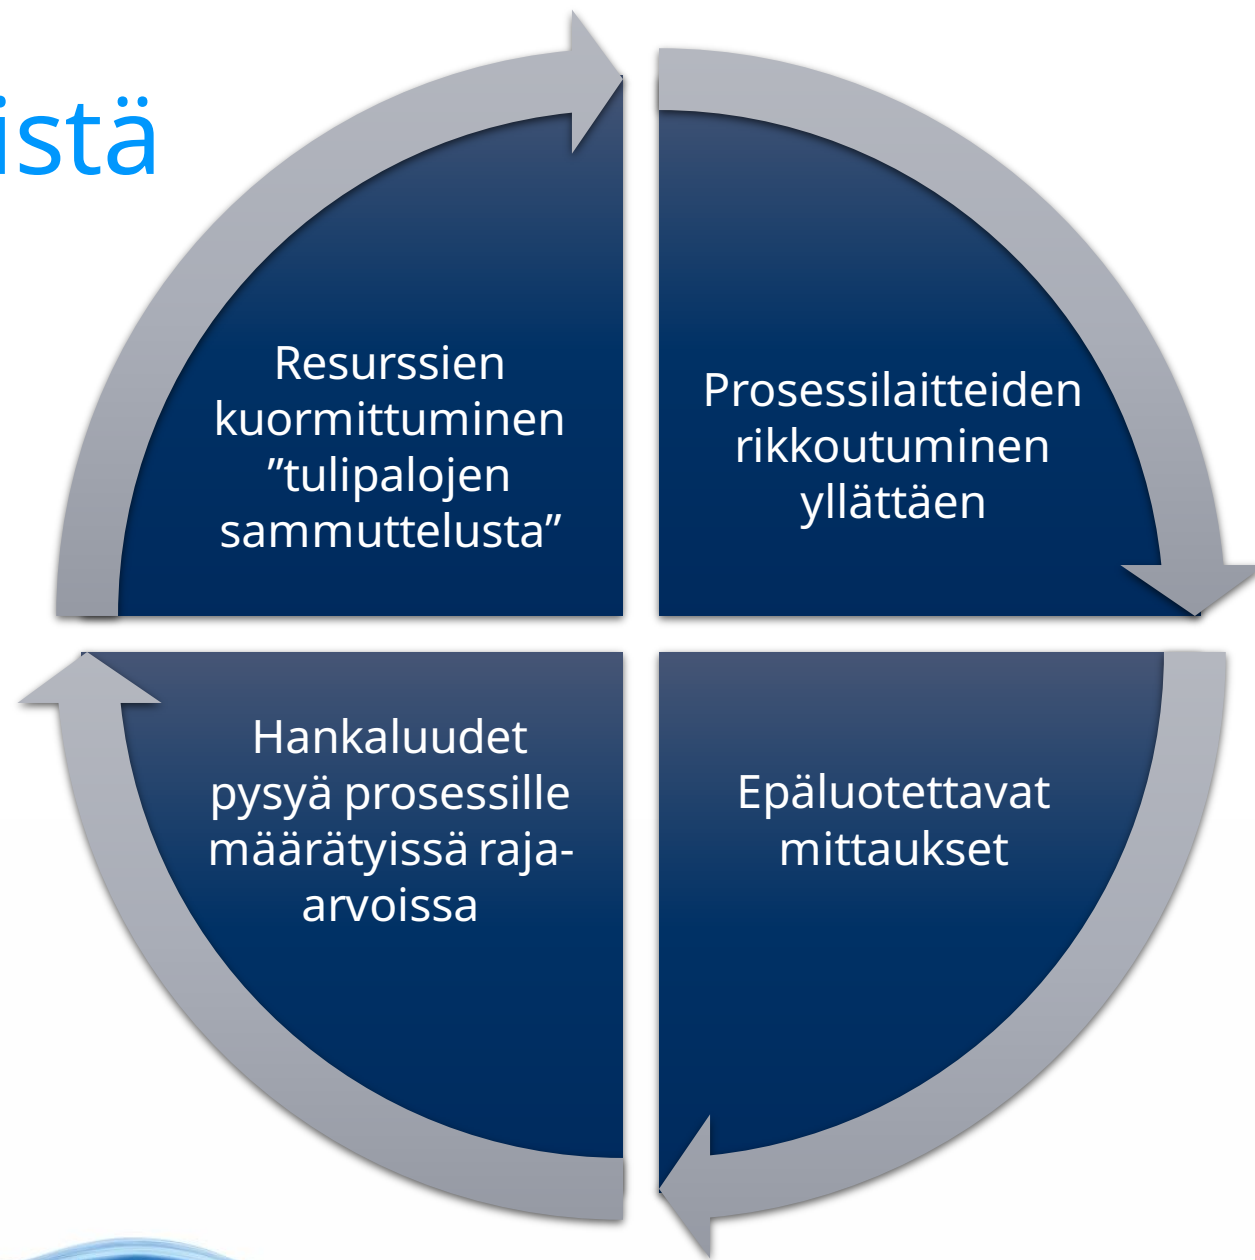 istä
Resurssien
kuormittuminen
”tulipalojen
sammuttelusta”
Prosessilaitteiden
rikkoutuminen
yllättäen
Hankaluudet
pysyä prosessille
määrätyissä raja-
arvoissa
Epäluotettavat
mittaukset